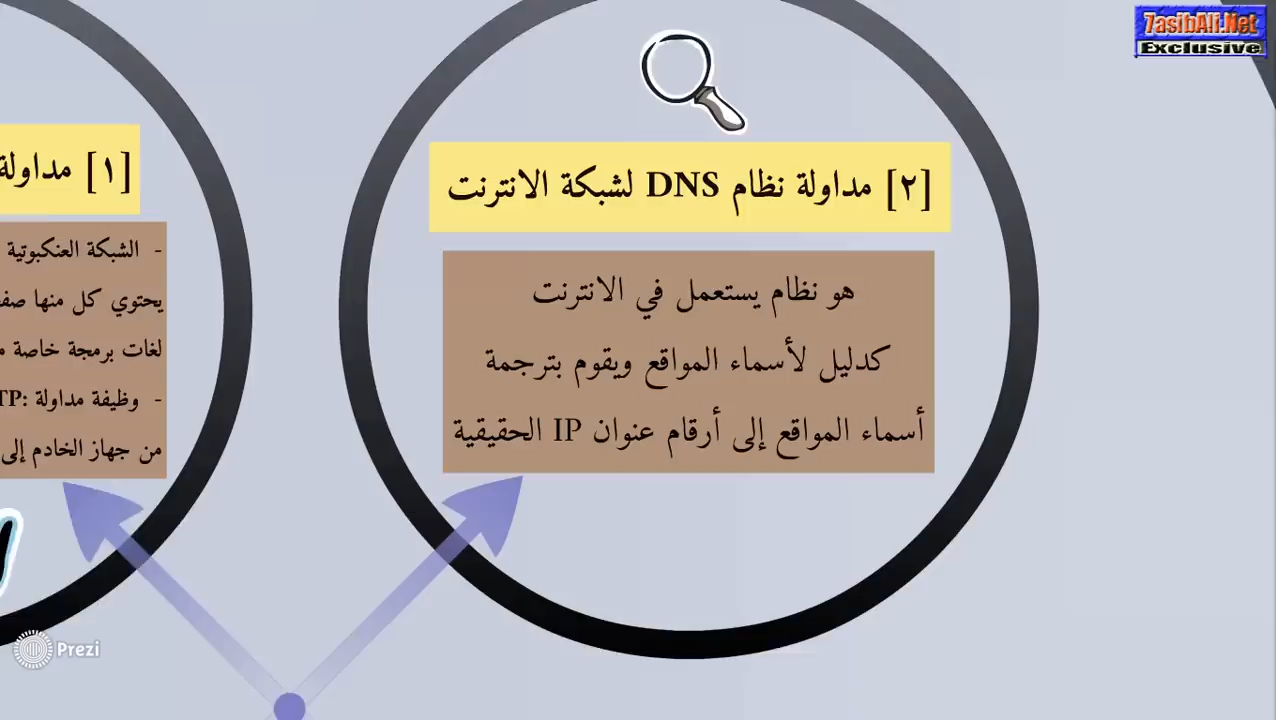 7asibAli.Net
Exclusive
[١] مداولة
- الشبكة العنكبوتية
يحتوي كل منها
لغات برمجة خاصة
- وظيفة مداولة :TP
من جهاز الخادم إلى
[٢] مداولة نظام DNS لشبكة الانترنت
هو نظام يستعمل في الانترنت
كدليل لأسماء المواقع ويقوم بترجمة
أسماء المواقع إلى أرقام عنوان IP الحقيقية
Prezi